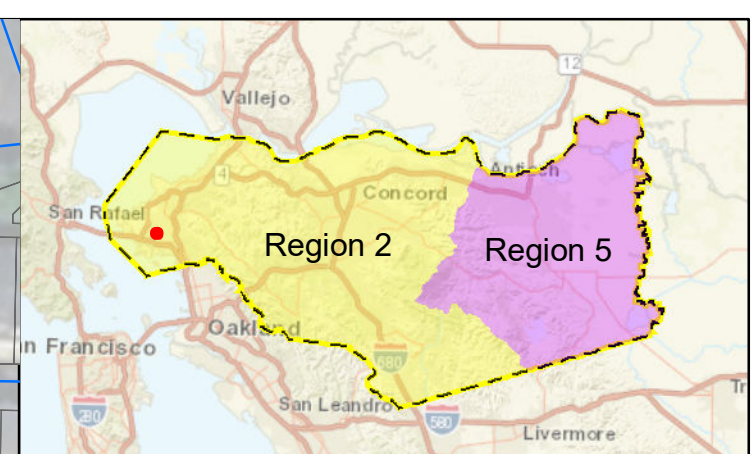 12
Vallejo
4
Antioch
Concord
San Rafael
Region 2
Region 5
Oakland
n Francisco
680
280
San Leandro
580
Tr
Livermore